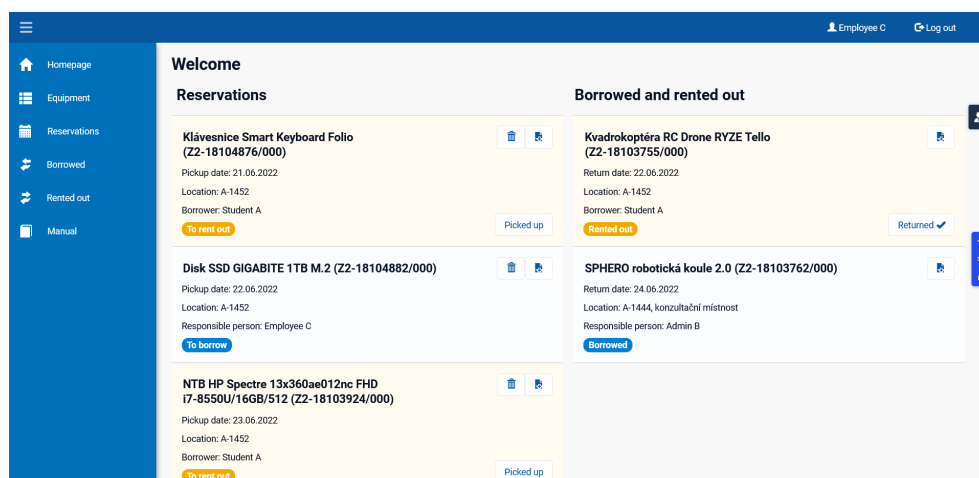 Employee C
Log out
Homepage
Equipment
Reservations
Borrowed
Rented out
Manual
Welcome
Reservations
Klávesnice Smart Keyboard Folio
(Z2-18104876/000)
Pickup date: 21.06.2022
Location: A-1452
Borrower: Student A
To rent out
Picked up
Disk SSD GIGABITE 1TB M.2 (Z2-18104882/000)
Pickup date: 22.06.2022
Location: A-1452
Responsible person: Employee C
To borrow
NTB HP Spectre 13x360ae012nc FHD
i7-8550U/16GB/512 (Z2-18103924/000)
Pickup date: 23.06.2022
Location: A-1452
Borrower: Student A
To rent out
Picked up
Borrowed and rented out
Kvadrokoptéra RC Drone RYZE Tello
(Z2-18103755/000)
Return date: 22.06.2022
Location: A-1452
Borrower: Student A
Rented out
Returned
SPHERO robotická koule 2.0 (Z2-18103762/000)
Return date: 24.06.2022
Location: A-1444, konzultační místnost
Responsible person: Admin B
Borrowed